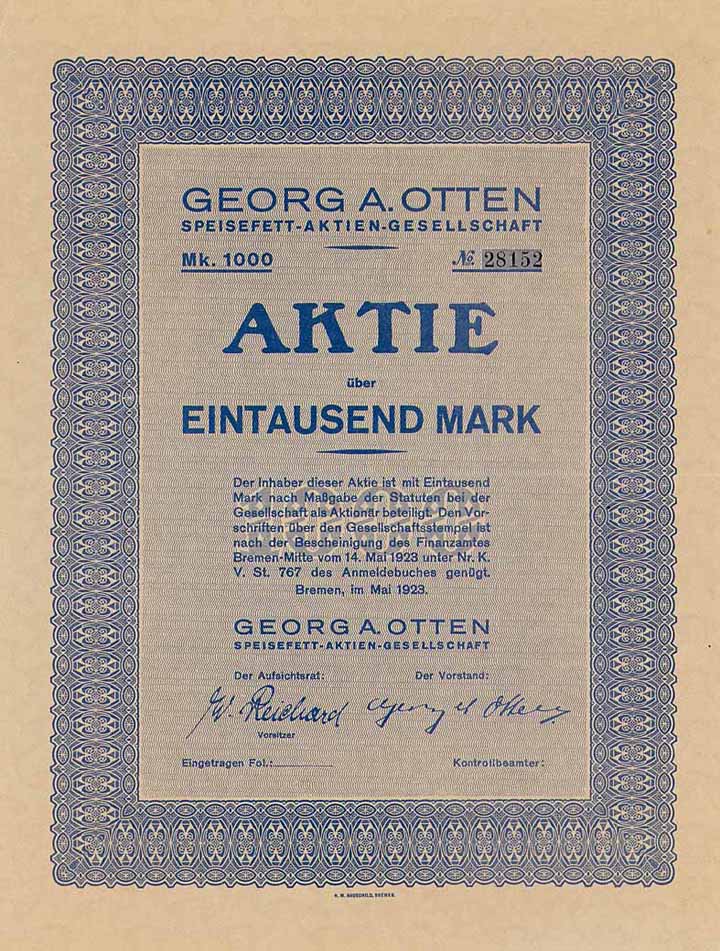 GEORG A. OTTEN
SPEISEFETT-AKTIEN-GESELLSCHAFT
Mk. 1000 № 28152
AKTIE
über
EINTAUSEND MARK
Der Inhaber dieser Aktie ist mit Eintausend
Mark nach Maßgabe der Statuten bei der
Gesellschaft als Aktionär beteiligt. Den Vor-
schriften über den Gesellschaftsstempel ist
nach der Bescheinigung des Finanzamtes
Bremen-Mitte vom 14. Mai 1923 unter Nr. K.
V. St. 767 des Anmeldebuches genügt.
Bremen, im Mai 1923.
GEORG A. OTTEN
SPEISEFETT-AKTIEN-GESELLSCHAFT
Der Aufsichtsrat: Der Vorstand:
W. Reichard Georg A Otten
Vorsitzer
Eingetragen Fol.: Kontrollbeamter:
H. M. HAUSCHILD, BREMEN.